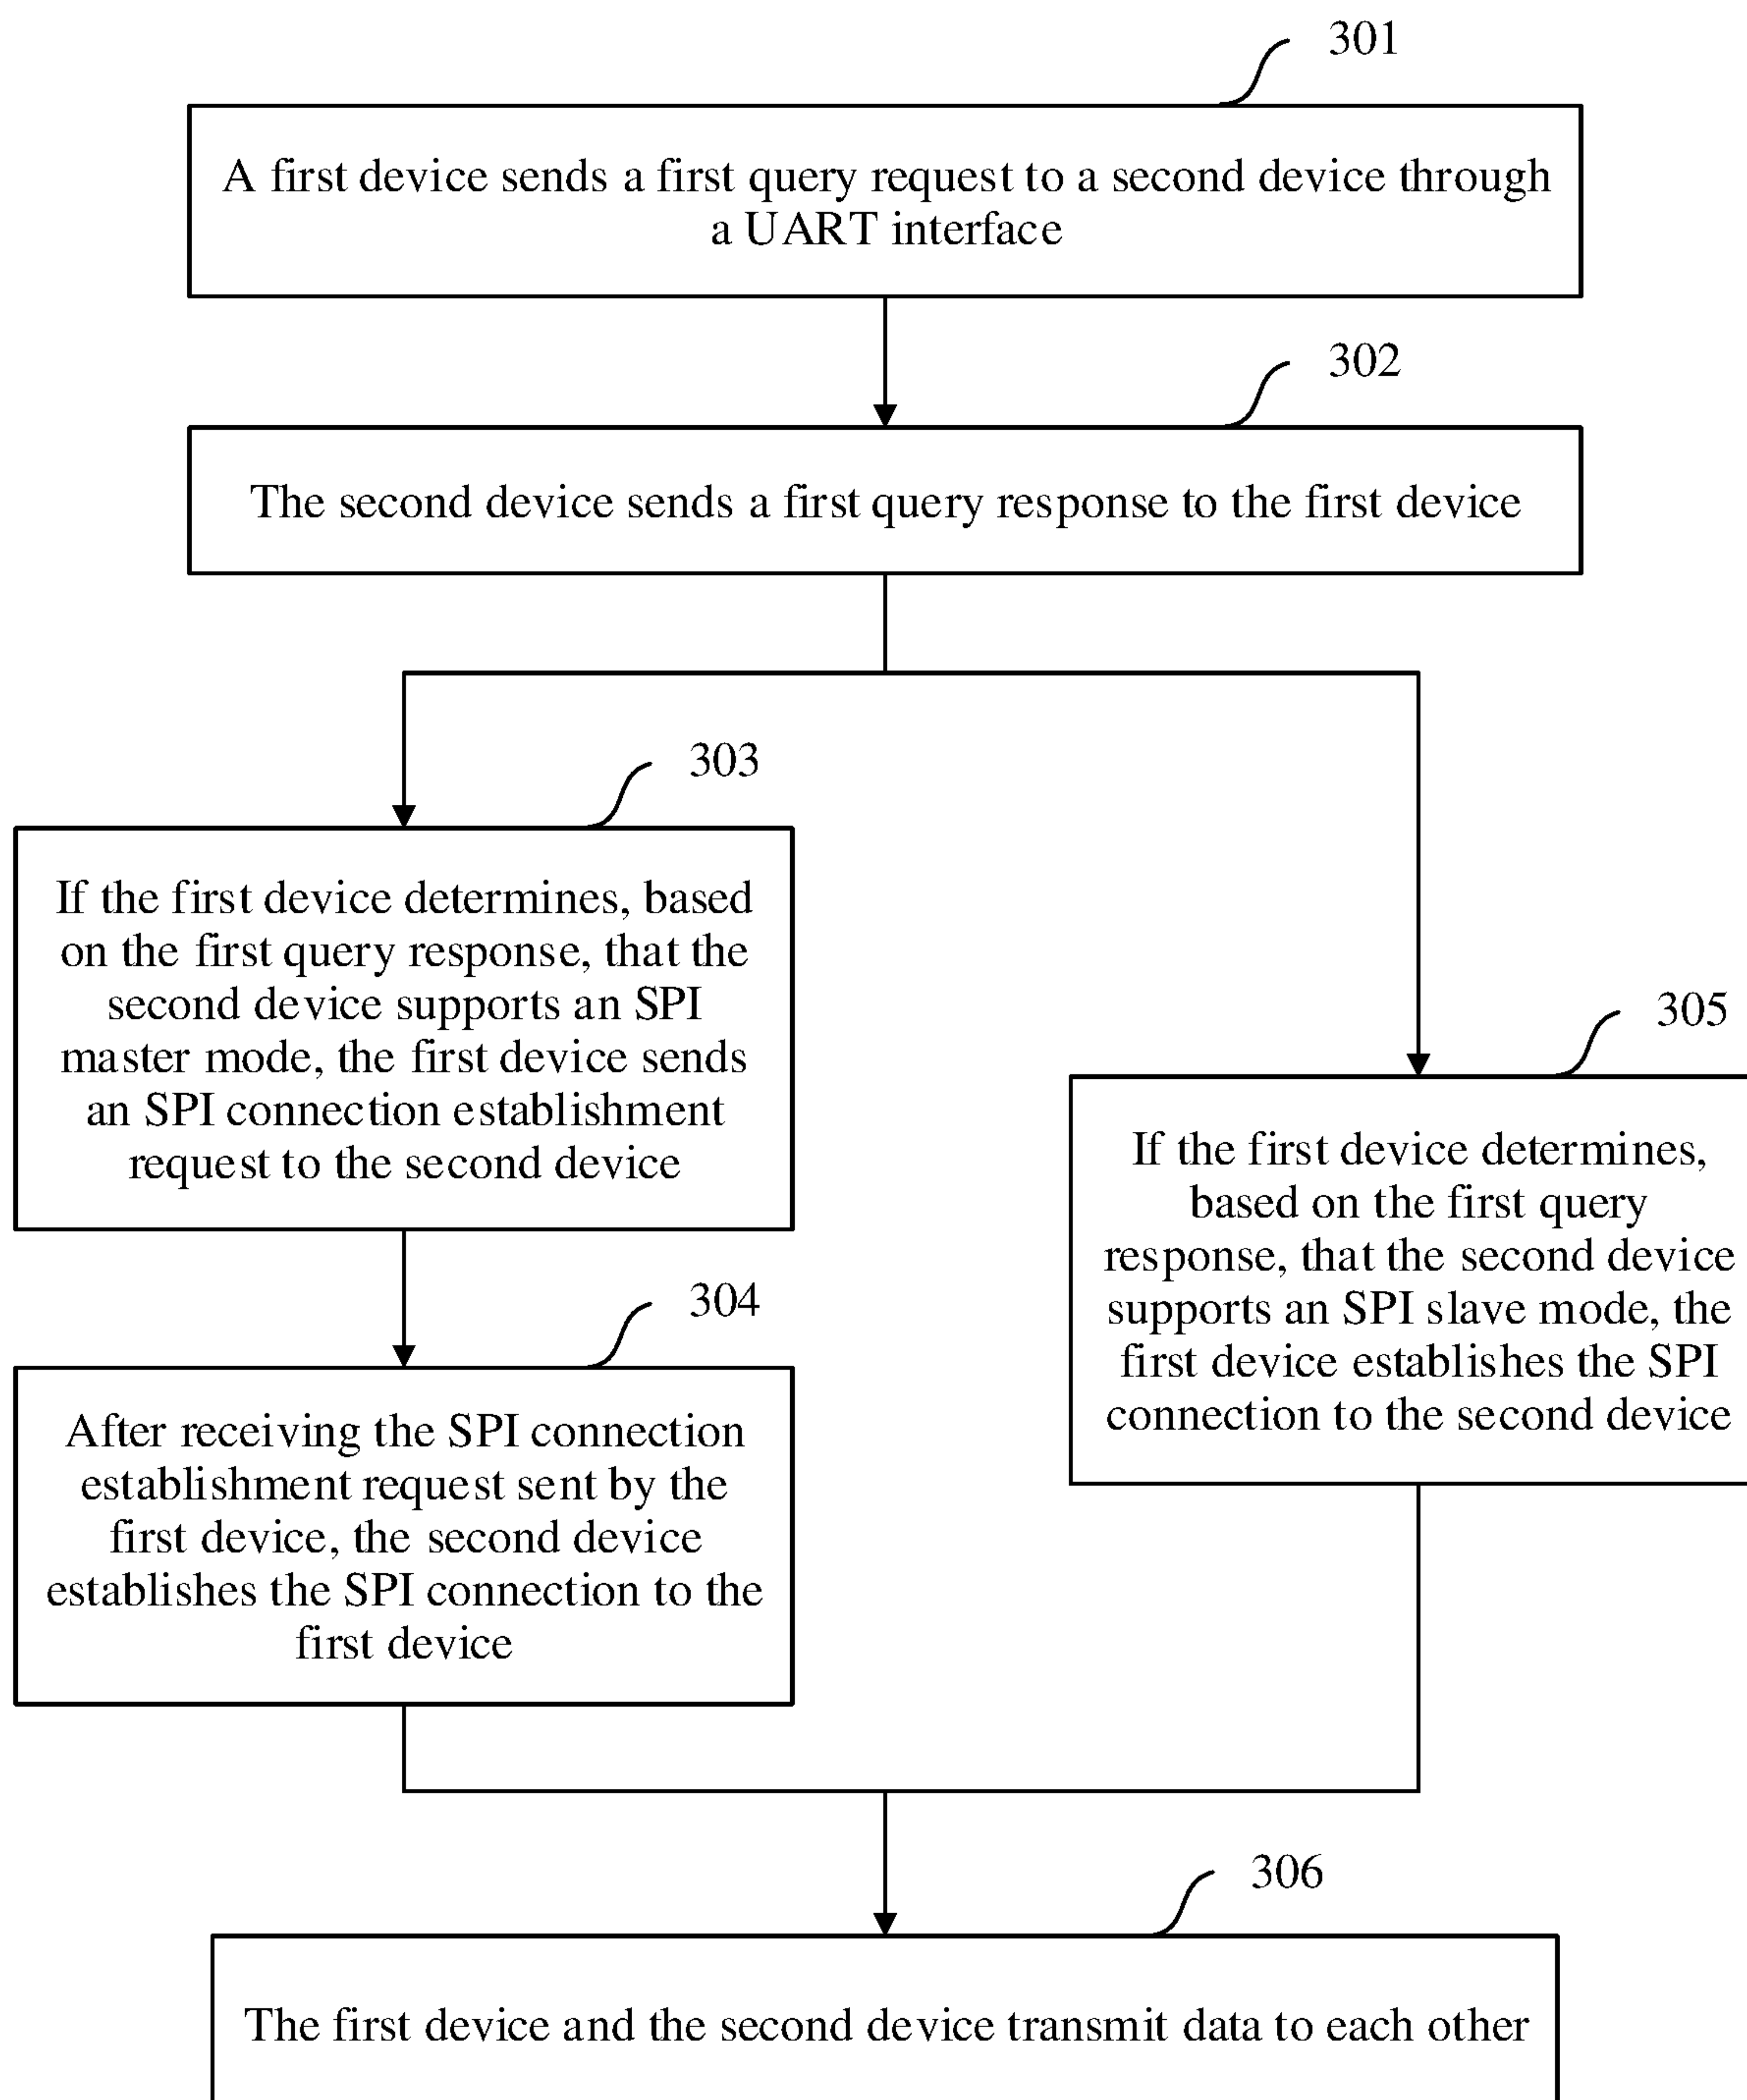 301
A first device sends a first query request to a second device through
a UART interface
302
The second device sends a first query response to the first device
303
If the first device determines, based
on the first query response, that the
second device supports an SPI
master mode, the first device sends
an SPI connection establishment
request to the second device
304
After receiving the SPI connection
establishment request sent by the
first device, the second device
establishes the SPI connection to the
first device
305
If the first device determines,
based on the first query
response, that the second device
supports an SPI slave mode, the
first device establishes the SPI
connection to the second device
306
The first device and the second device transmit data to each other